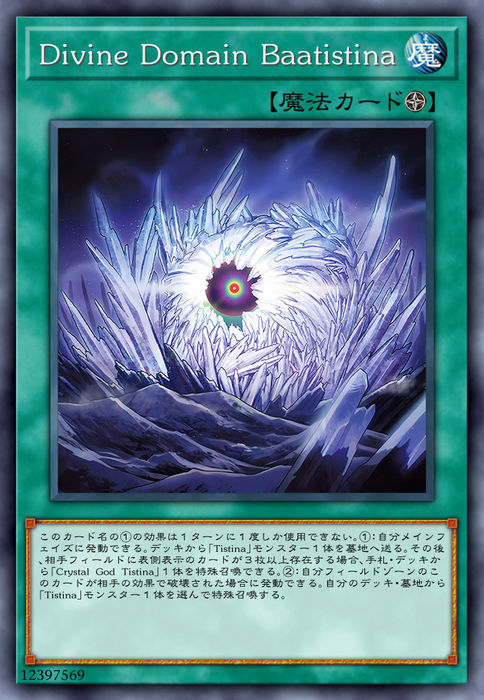 Divine Domain Baatistina 魔
【魔法カード】
このカード名の①の効果は1ターンに1度しか使用できない。①：自分メインフ
ェイズに発動できる。デッキから「Tistina」モンスター1体を墓地へ送る。その後
、相手フィールドに表側表示のカードが3枚以上存在する場合、手札・デッキか
ら「Crystal God Tistina」1体を特殊召喚できる。②：自分フィールドゾーンのこ
のカードが相手の効果で破壊された場合に発動できる。自分のデッキ・墓地から
「Tistina」モンスター1体を選んで特殊召喚する。
12397569